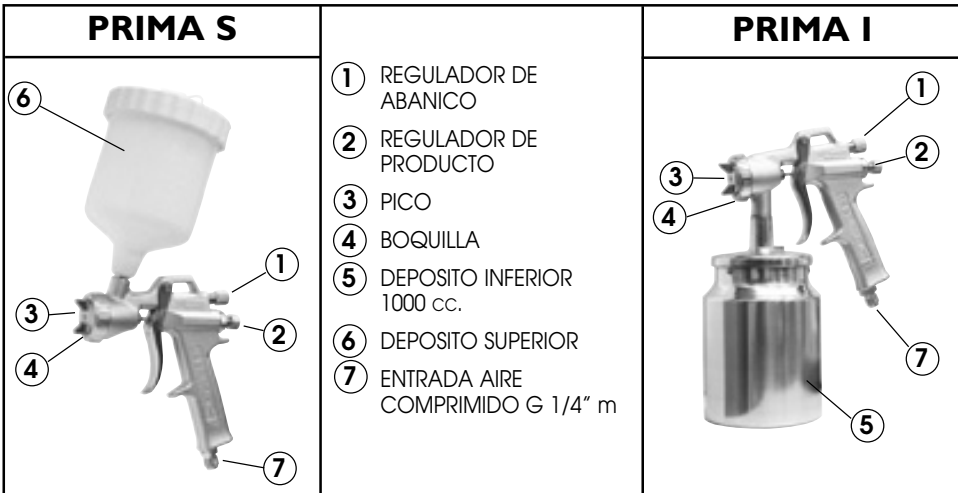 PRIMA S
6
3
4
1
2
7
1 REGULADOR DE
ABANICO
2 REGULADOR DE
PRODUCTO
3 PICO
4 BOQUILLA
5 DEPOSITO INFERIOR
1000 CC.
6 DEPOSITO SUPERIOR
7 ENTRADA AIRE
COMPRIMIDO G 1/4” m
PRIMA I
1
2
3
4
7
5